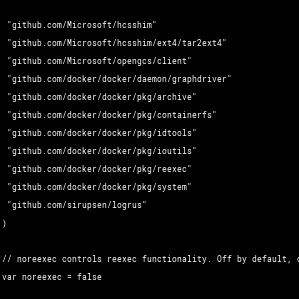 "github.com/Microsoft/hcsshim"
"github.com/Microsoft/hcsshim/ext4/tar2ext4"
"github.com/Microsoft/opengcs/client"
"github.com/docker/docker/daemon/graphdriver"
"github.com/docker/docker/pkg/archive"
"github.com/docker/docker/pkg/containerfs"
"github.com/docker/docker/pkg/idtools"
"github.com/docker/docker/pkg/ioutils"
"github.com/docker/docker/pkg/reexec"
"github.com/docker/docker/pkg/system"
"github.com/sirupsen/logrus"
)
// noreexec controls reexec functionality. Off by default,
var noreexec = false